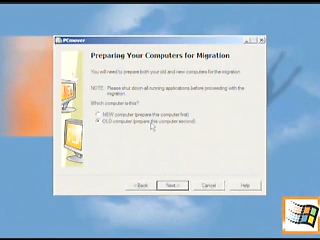 PCmover
Preparing Your Computers for Migration
You will need to prepare both your old and new computers for the migration.
NOTE: Please shut down all running applications before proceeding with the
migration.
Which computer is this?
NEW computer (prepare this computer first)
OLD computer (prepare this computer second)
<Back Next > Cancel Help